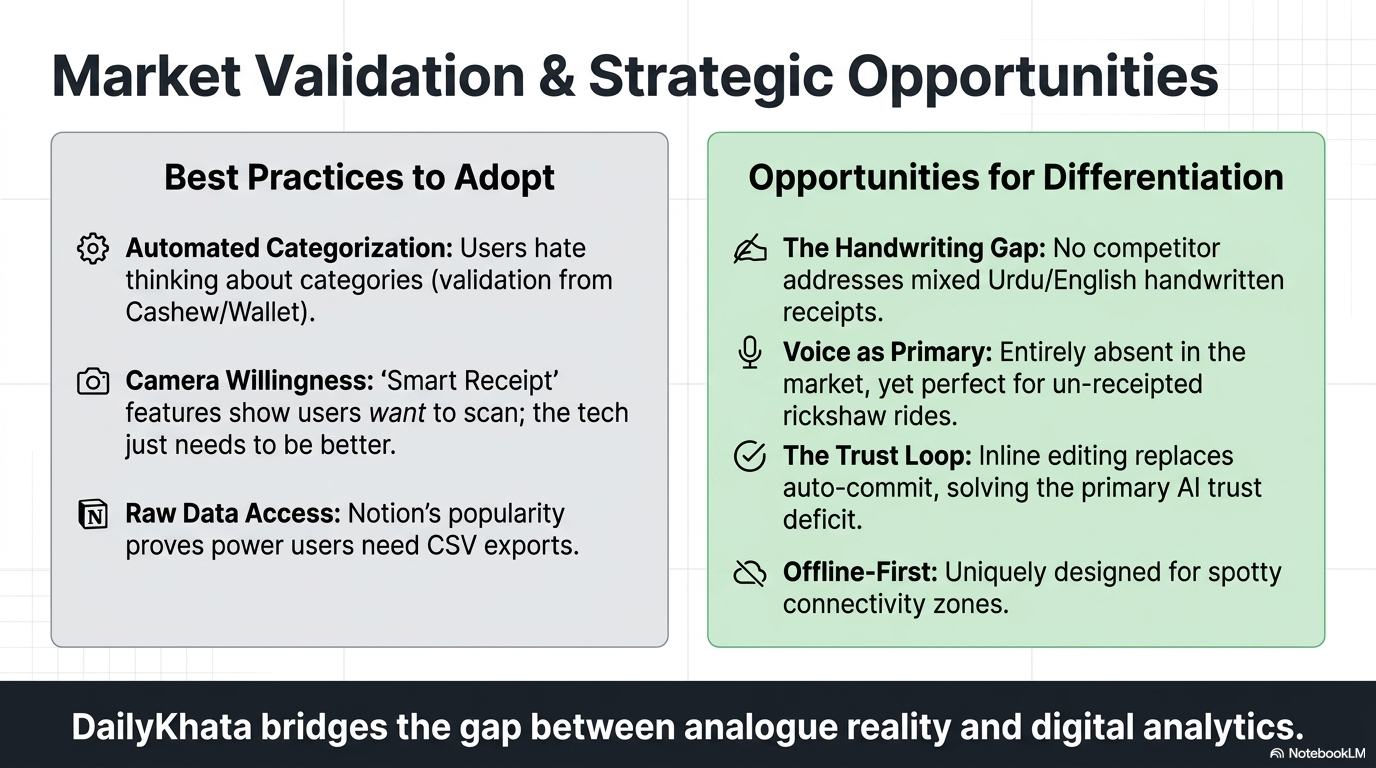 Market Validation & Strategic Opportunities
Best Practices to Adopt
Automated Categorization: Users hate
thinking about categories (validation from
Cashew/Wallet).
Camera Willingness: ‘Smart Receipt’
features show users want to scan; the tech
just needs to be better.
N
Raw Data Access: Notion’s popularity
proves power users need CSV exports.
Opportunities for Differentiation
The Handwriting Gap: No competitor
addresses mixed Urdu/English handwritten
receipts.
Voice as Primary: Entirely absent in the
market, yet perfect for un-receipted
rickshaw rides.
The Trust Loop: Inline editing replaces
auto-commit, solving the primary AI trust
deficit.
Offline-First: Uniquely designed for spotty
connectivity zones.
DailyKhata bridges the gap between analogue reality and digital analytics.
NotebookLM